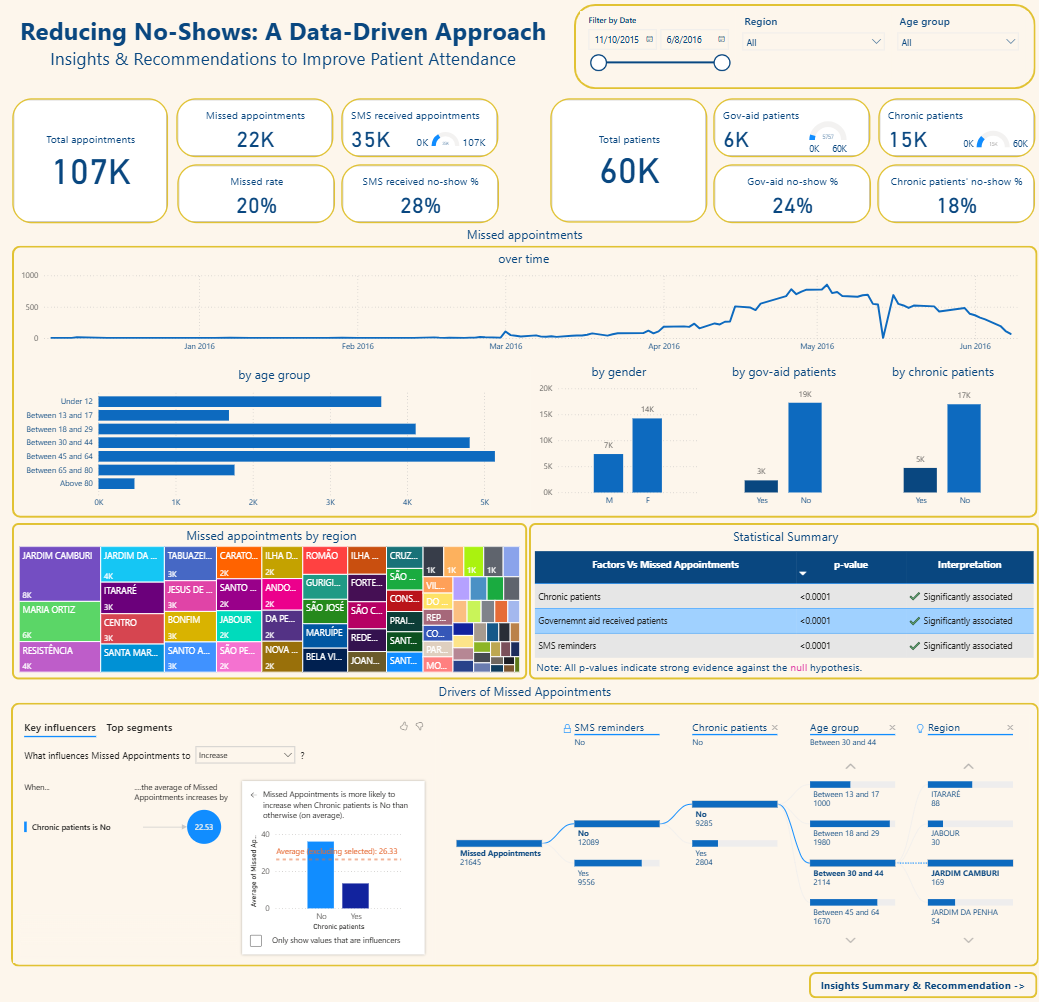 Reducing No-Shows: A Data-Driven Approach
Insights & Recommendations to Improve Patient Attendance
Filter by Date
11/10/2015
6/8/2016
Region
All
Age group
All
Total appointments
107K
Missed appointments
22K
SMS received appointments
35K
0K
107K
Missed rate
20%
SMS received no-show %
28%
Total patients
60K
Gov-aid patients
6K
5757
0K
60K
Chronic patients
15K
0K
60K
Gov-aid no-show %
24%
Chronic patients' no-show %
18%
Missed appointments
over time
1000
500
0
Jan 2016
Feb 2016
Mar 2016
Apr 2016
May 2016
Jun 2016
by age group
Under 12
Between 13 and 17
Between 18 and 29
Between 30 and 44
Between 45 and 64
Between 65 and 80
Above 80
0K
1K
2K
3K
4K
5K
by gender
20K
15K
10K
5K
0K
7K
14K
M
F
by gov-aid patients
3K
19K
Yes
No
by chronic patients
5K
17K
Yes
No
Missed appointments by region
JARDIM CAMBURI
8K
MARIA ORTIZ
6K
RESISTÊNCIA
4K
JARDIM DA ...
4K
ITARARÉ
3K
CENTRO
3K
SANTA MAR...
TABUAZEI...
3K
JESUS DE ...
3K
BONFIM
3K
SANTO A...
3K
CARATO...
2K
SANTO ...
2K
JABOUR
2K
SÃO PE...
2K
ILHA D...
2K
ANDO...
2K
DA PE...
2K
NOVA ...
2K
ROMÃO
GURIGI...
SÃO JOSÉ
MARUÍPE
BELA VI...
ILHA ...
FORTE...
SÃO C...
REDE...
JOAN...
CRUZ...
SÃO ...
CONS...
PRAI...
SANT...
SANT...
1K
1K
1K
1K
VIL...
DO ...
REP...
CO...
PAR...
MO...
Statistical Summary
Factors Vs Missed Appointments
p-value
Interpretation
Chronic patients
<0.0001
Significantly associated
Governemnt aid received patients
<0.0001
Significantly associated
SMS reminders
<0.0001
Significantly associated
Note: All p-values indicate strong evidence against the null hypothesis.
Drivers of Missed Appointments
Key influencers
Top segments
What influences Missed Appointments to
Increase
?
When...
....the average of Missed
Appointments increases by
Chronic patients is No
22.53
Missed Appointments is more likely to
increase when Chronic patients is No than
otherwise (on average).
Average of Missed Ap...
40
20
0
Average (excluding selected): 26.33
No
Yes
Chronic patients
Only show values that are influencers
Missed Appointments
21645
SMS reminders
No
No
12089
Yes
9556
Chronic patients
No
No
9285
Yes
2804
Age group
Between 30 and 44
Between 13 and 17
1000
Between 18 and 29
1980
Between 30 and 44
2114
Between 45 and 64
1670
Region
ITARARÉ
88
JABOUR
30
JARDIM CAMBURI
169
JARDIM DA PENHA
54
Insights Summary & Recommendation ->